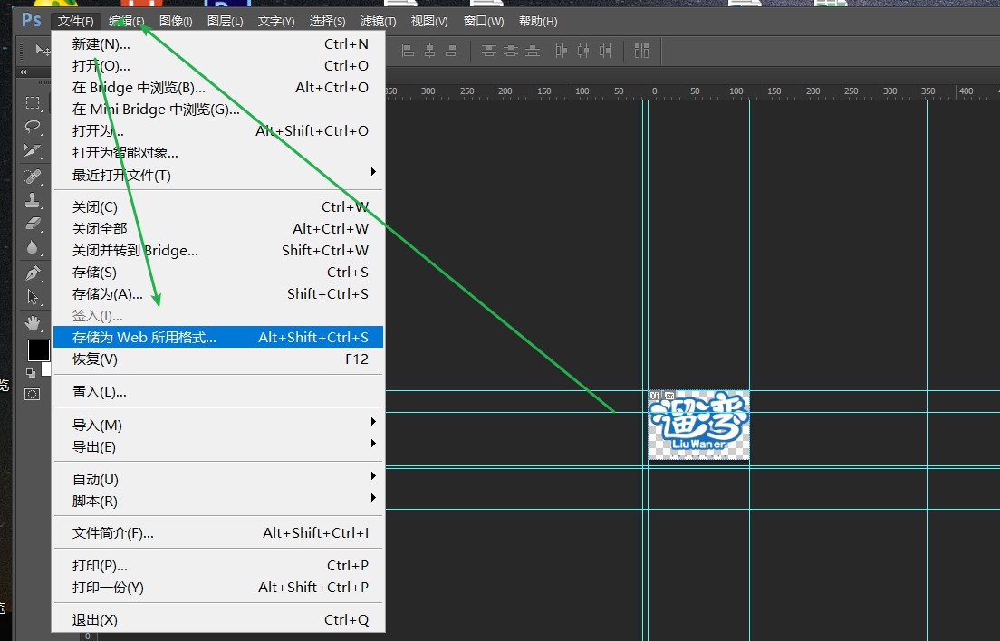 Ps 文件(F) 编辑(E) 图像(I) 图层(L) 文字(Y) 选择(S) 滤镜(T) 视图(V) 窗口(W) 帮助(H)
新建(N)... Ctrl+N
打开(O)... Ctrl+O
在 Bridge 中浏览(B)... Alt+Ctrl+O
在 Mini Bridge 中浏览(G)...
打开为... Alt+Shift+Ctrl+O
打开为智能对象...
最近打开文件(T)
关闭(C) Ctrl+W
关闭全部 Alt+Ctrl+W
关闭并转到 Bridge... Shift+Ctrl+W
存储(S) Ctrl+S
存储为(A)... Shift+Ctrl+S
签入(I)...
存储为 Web 所用格式... Alt+Shift+Ctrl+S
恢复(V) F12
置入(L)...
导入(M)
导出(E)
自动(U)
脚本(R)
文件简介(F)... Alt+Shift+Ctrl+I
打印(P)... Ctrl+P
打印一份(Y) Alt+Shift+Ctrl+P
退出(X) Ctrl+Q
350 300 250 200 150 100 50 0 50 100 150 200 250 300 350 400
01
遛弯
Liu Wan er
览
0